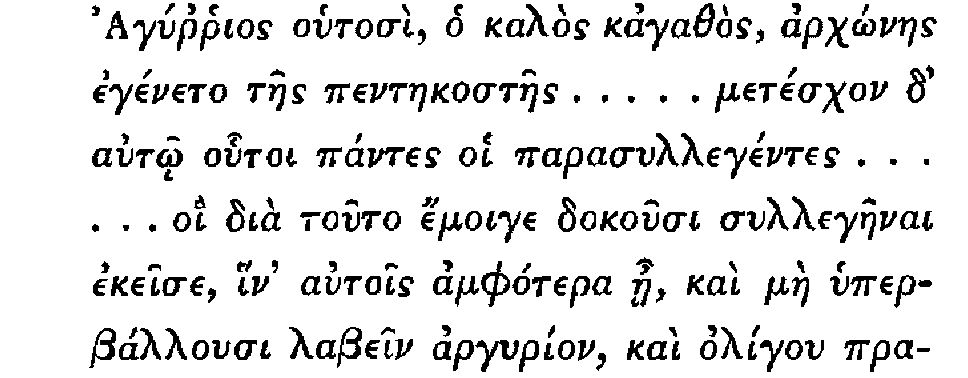 Ἀγύῤῥιος οὑτοσὶ, ὁ καλὸς κἀγαθὸς, ἀρχώνης
ἐγένετο τῆς πεντηκοστῆς . . . . . μετέσχον δ’
αὐτῷ οὗτοι πάντες οἱ παρασυλλεγέντες . . .
. . . οἳ διὰ τοῦτο ἔμοιγε δοκοῦσι συλλεγῆναι
ἐκεῖσε, ἵν’ αὐτοῖς ἀμφότερα ᾖ, καὶ μὴ ὑπερ-
βάλλουσι λαβεῖν ἀργυρίον, καὶ ὀλίγου πρα-